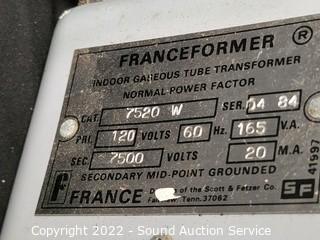 FRANCEFORMER ®
INDOOR GASEOUS TUBE TRANSFORMER
NORMAL POWER FACTOR
CAT. 7520 W SER. 04 84
PRI. 120 VOLTS 60 Hz. 165 V.A.
SEC. 7500 VOLTS 20 M.A.
SECONDARY MID-POINT GROUNDED
F FRANCE Division of the Scott & Fetzer Co. SF
Fairview, Tenn. 37062
41997
Copyright 2022 - Sound Auction Service